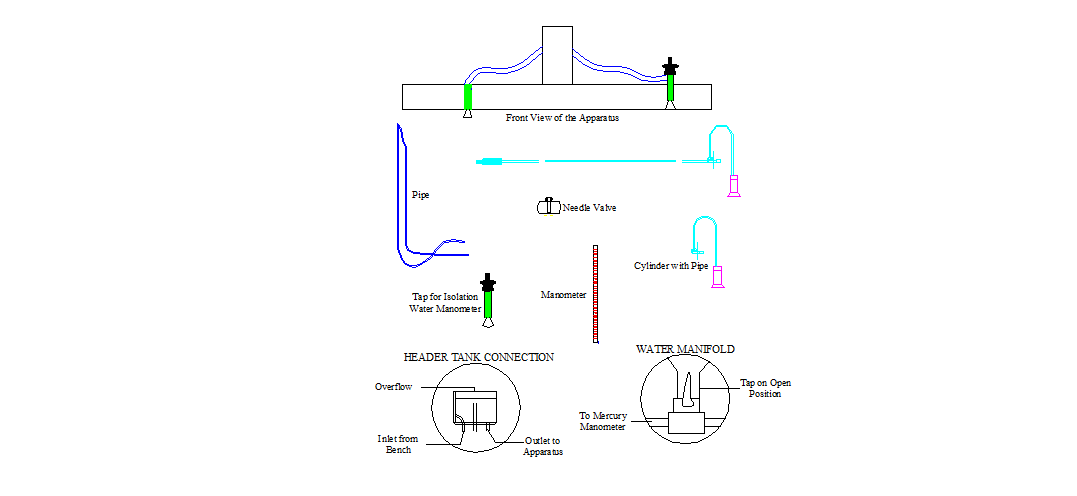 Front View of the Apparatus
Pipe
Needle Valve
Cylinder with Pipe
Tap for Isolation
Water Manometer
Manometer
HEADER TANK CONNECTION
Overflow
Inlet from
Bench
Outlet to
Apparatus
WATER MANIFOLD
Tap on Open
Position
To Mercury
Manometer